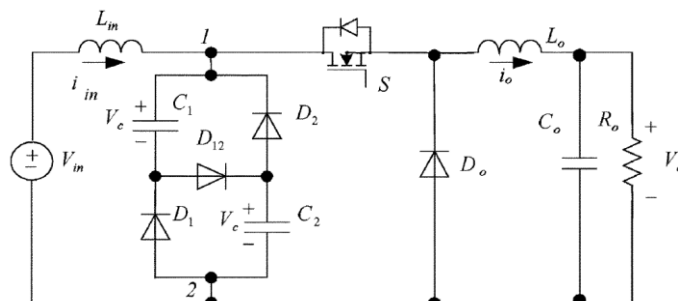 L_in
1
L_o
i_in
S
i_o
+
C_1
V_c
D_2
-
D_12
C_o
R_o
+
V_in
D_o
-
D_1
V_c
+
C_2
-
2